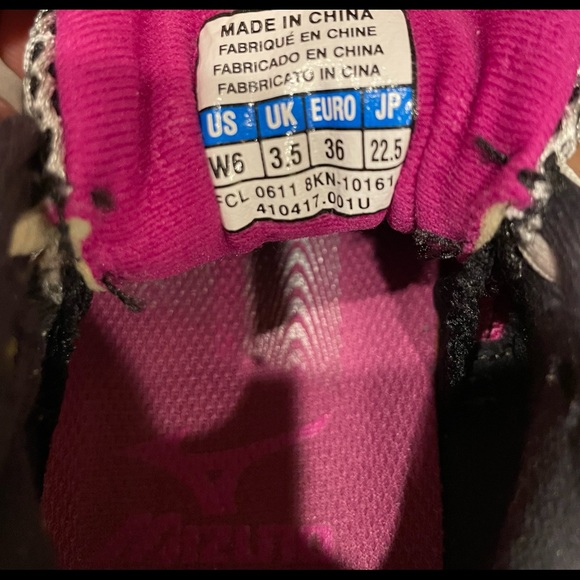 MADE IN CHINA
FABRIQUÉ EN CHINE
FABRICADO EN CHINA
FABBRICATO IN CINA
US UK EURO JP
W6 3.5 36 22.5
FCL 0611 8KN-10161
410417.001U
MIZUNO